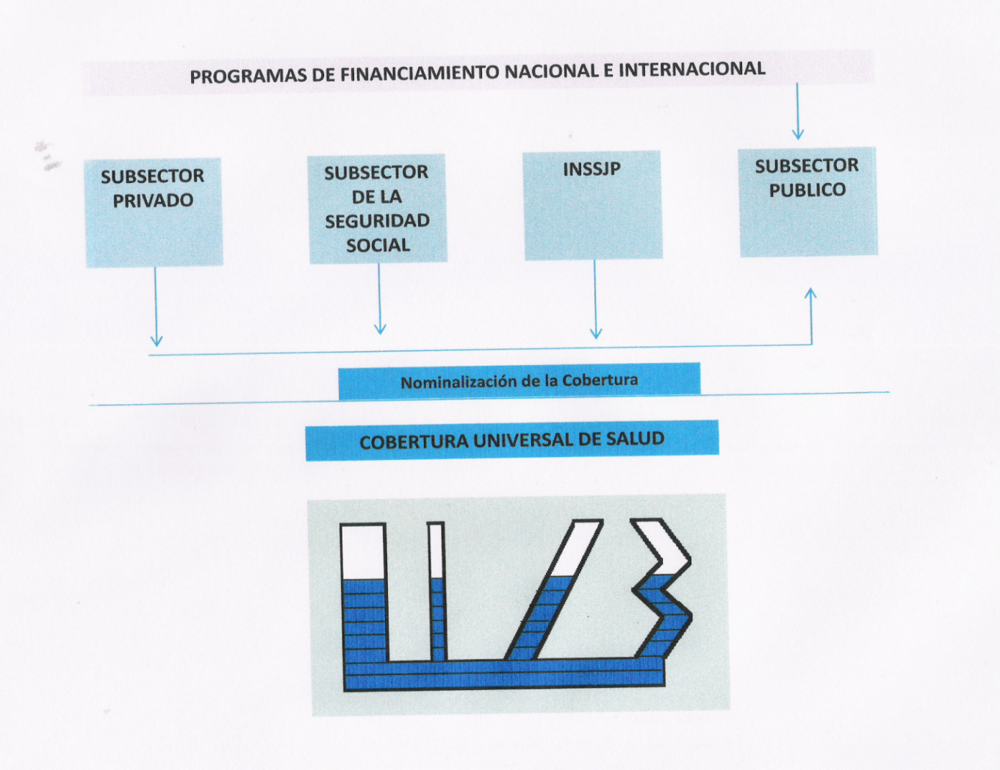 PROGRAMAS DE FINANCIAMIENTO NACIONAL E INTERNACIONAL
SUBSECTOR
PRIVADO
SUBSECTOR
DE LA
SEGURIDAD
SOCIAL
INSSJP
SUBSECTOR
PUBLICO
Nominalización de la Cobertura
COBERTURA UNIVERSAL DE SALUD